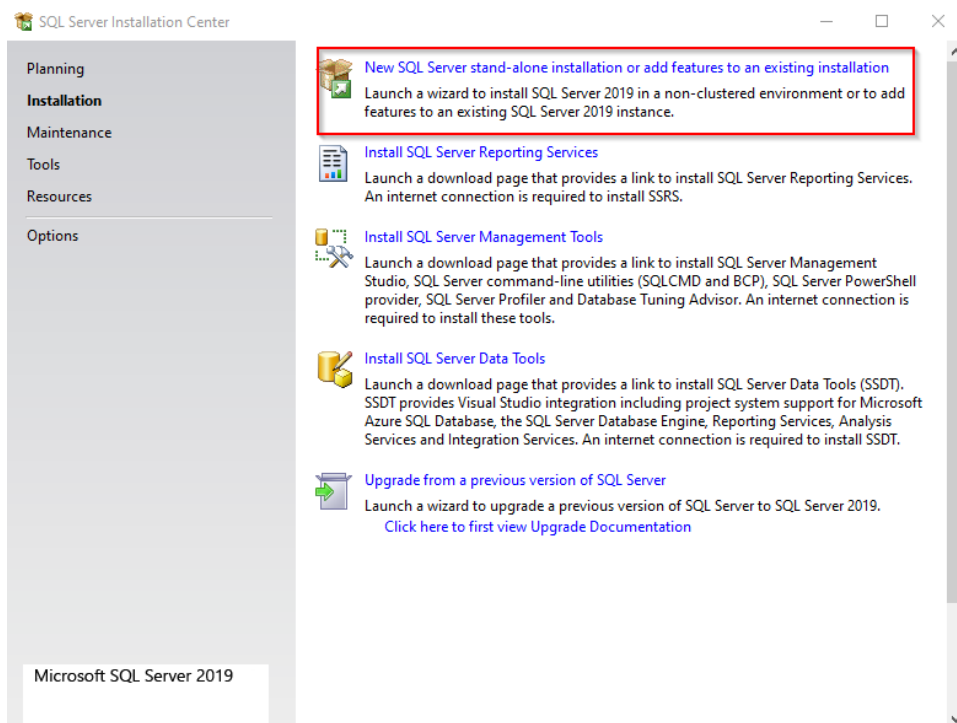 SQL Server Installation Center
Planning
Installation
Maintenance
Tools
Resources
Options
Microsoft SQL Server 2019
New SQL Server stand-alone installation or add features to an existing installation
Launch a wizard to install SQL Server 2019 in a non-clustered environment or to add
features to an existing SQL Server 2019 instance.
Install SQL Server Reporting Services
Launch a download page that provides a link to install SQL Server Reporting Services.
An internet connection is required to install SSRS.
Install SQL Server Management Tools
Launch a download page that provides a link to install SQL Server Management
Studio, SQL Server command-line utilities (SQLCMD and BCP), SQL Server PowerShell
provider, SQL Server Profiler and Database Tuning Advisor. An internet connection is
required to install these tools.
Install SQL Server Data Tools
Launch a download page that provides a link to install SQL Server Data Tools (SSDT).
SSDT provides Visual Studio integration including project system support for Microsoft
Azure SQL Database, the SQL Server Database Engine, Reporting Services, Analysis
Services and Integration Services. An internet connection is required to install SSDT.
Upgrade from a previous version of SQL Server
Launch a wizard to upgrade a previous version of SQL Server to SQL Server 2019.
Click here to first view Upgrade Documentation